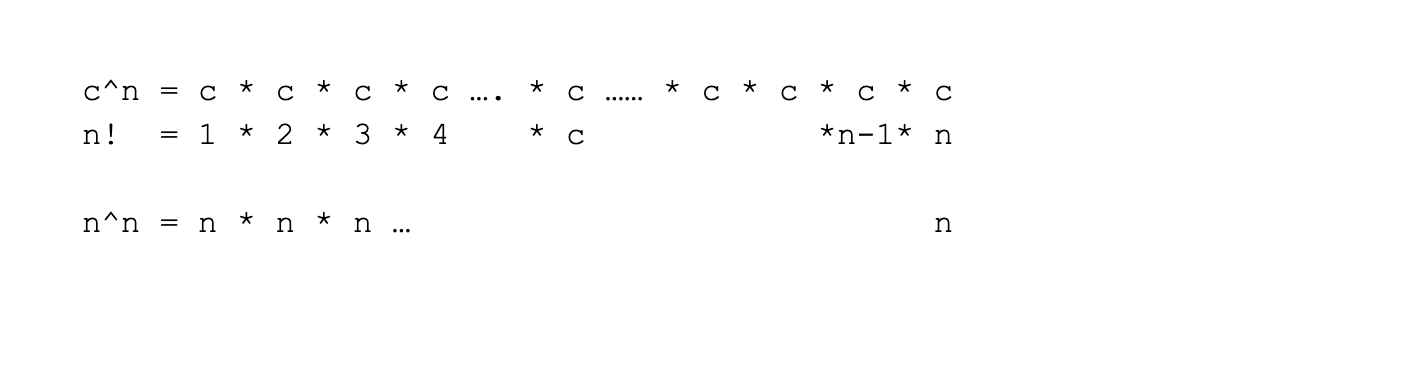 c^n = c * c * c * c …. * c …… * c * c * c * c
n! = 1 * 2 * 3 * 4 * c *n-1* n
n^n = n * n * n … n